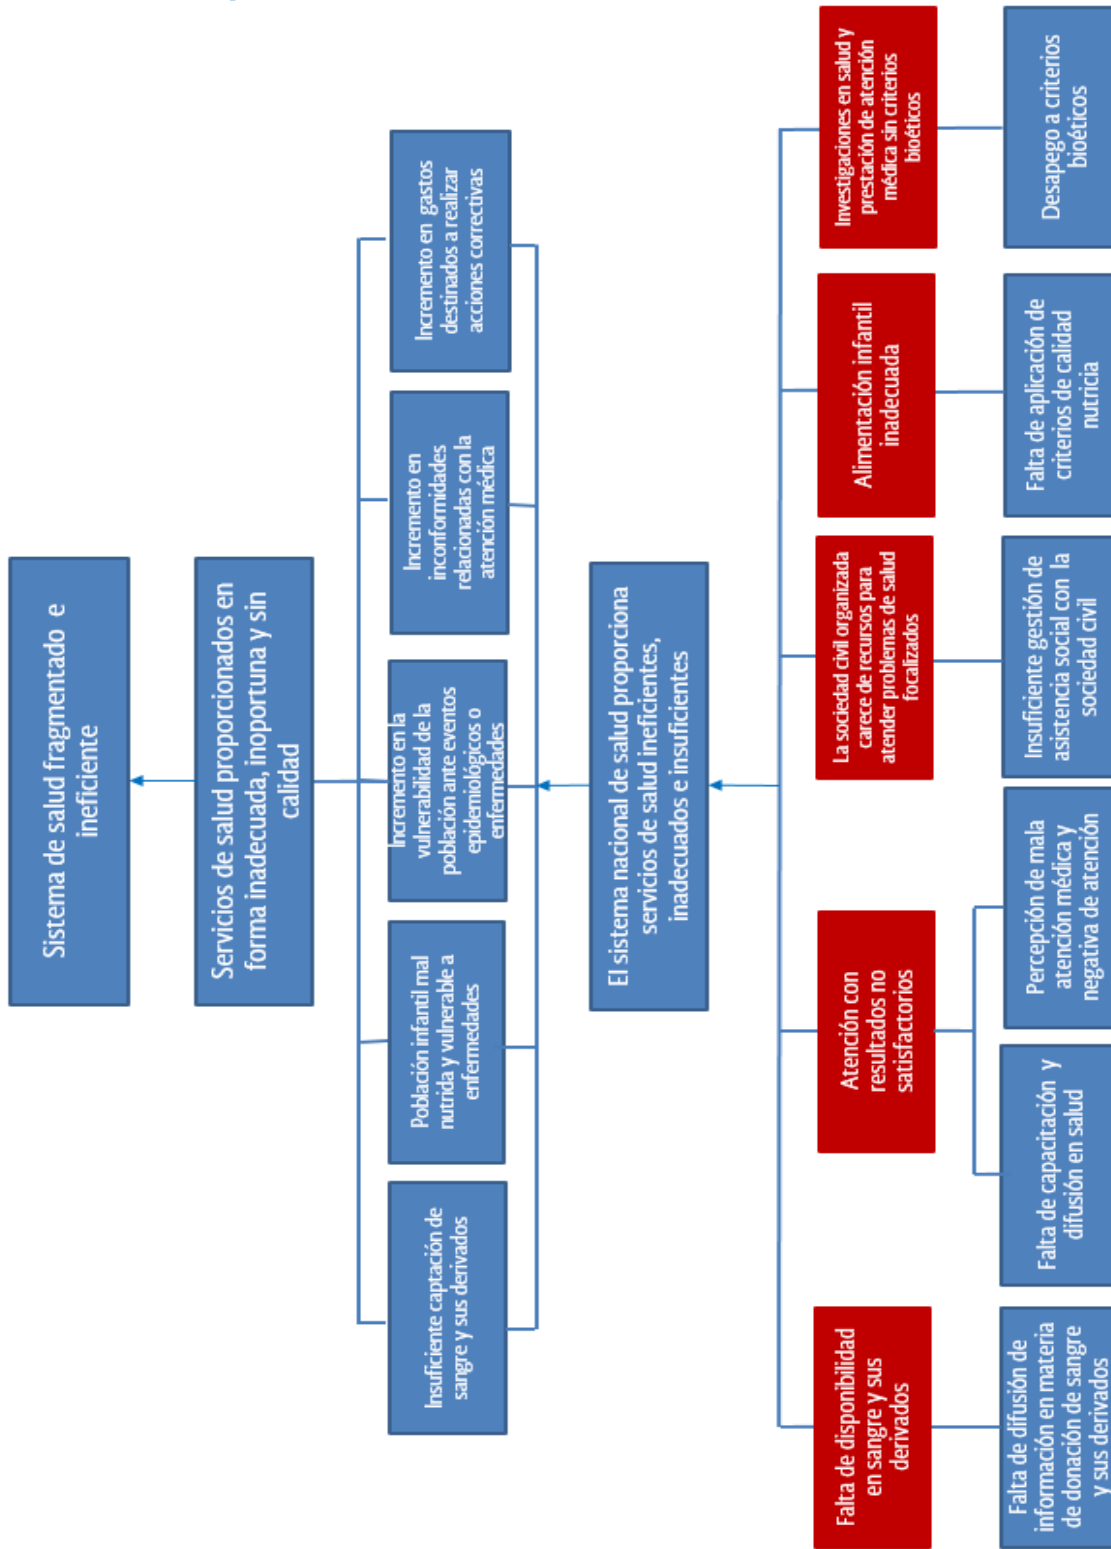 Sistema de salud fragmentado e
ineficiente
Servicios de salud proporcionados en
forma inadecuada, inoportuna y sin
calidad
Insuficiente captación de
sangre y sus derivados
Población infantil mal
nutrida y vulnerable a
enfermedades
Incremento en la
vulnerabilidad de la
población ante eventos
epidemiológicos o
enfermedades
Incremento en
inconformidades
relacionadas con la
atención médica
Incremento en gastos
destinados a realizar
acciones correctivas
El sistema nacional de salud proporciona
servicios de salud ineficientes,
inadecuados e insuficientes
Falta de disponibilidad
en sangre y sus
derivados
Atención con
resultados no
satisfactorios
La sociedad civil organizada
carece de recursos para
atender problemas de salud
focalizados
Alimentación infantil
inadecuada
Investigaciones en salud y
prestación de atención
médica sin criterios
bioéticos
Falta de difusión de
información en materia
de donación de sangre
y sus derivados
Falta de capacitación y
difusión en salud
Percepción de mala
atención médica y
negativa de atención
Insuficiente gestión de
asistencia social con la
sociedad civil
Falta de aplicación de
criterios de calidad
nutricia
Desapego a criterios
bioéticos